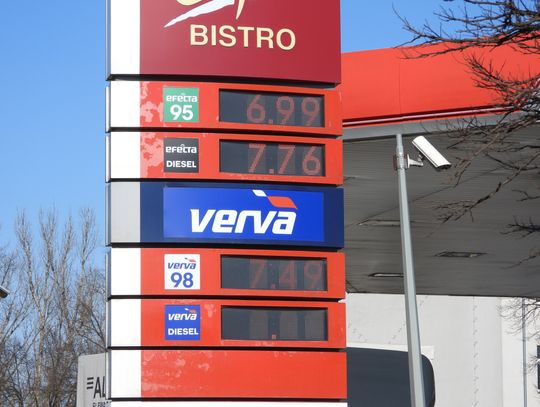 BISTRO
EFECTA
95
6.99
EFECTA
DIESEL
7.76
verva
verva
98
7.49
verva
DIESEL